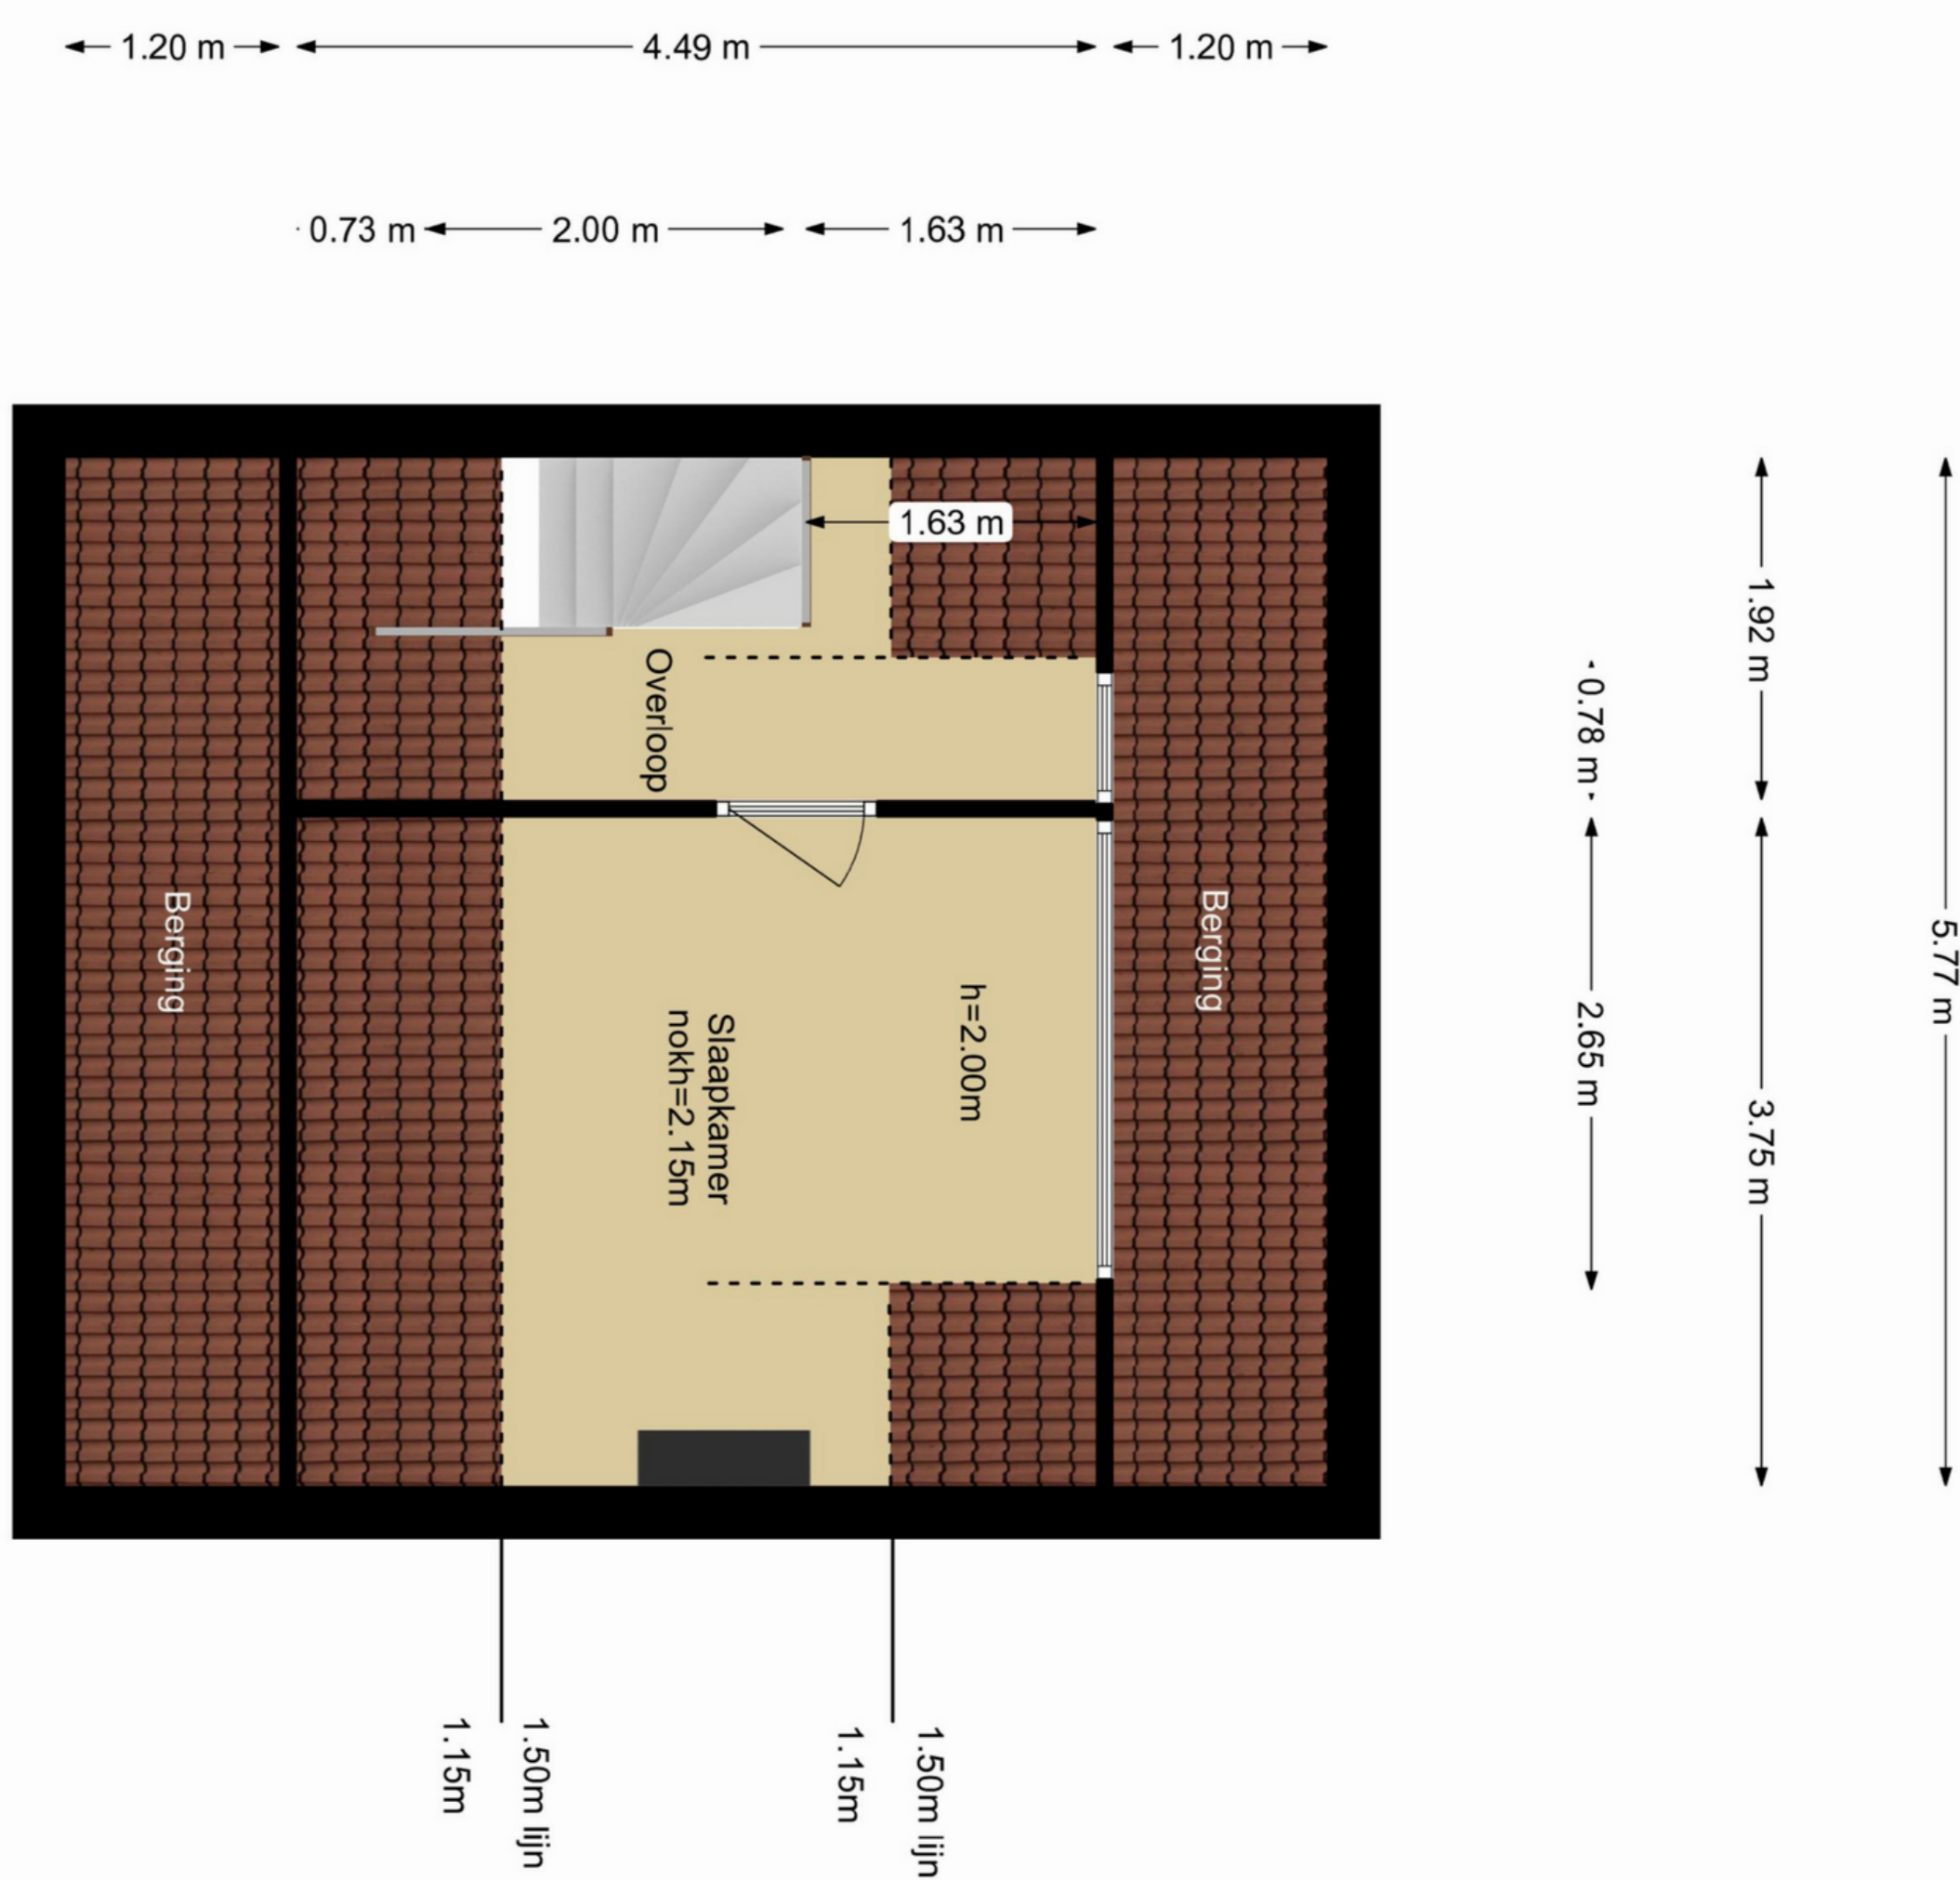 1.20 m
4.49 m
1.20 m
0.73 m
2.00 m
1.63 m
1.63 m
Overloop
1.92 m
0.78 m
Berging
Berging
5.77 m
h=2.00m
Slaapkamer
nokh=2.15m
2.65 m
3.75 m
1.50m lijn
1.15m
1.50m lijn
1.15m